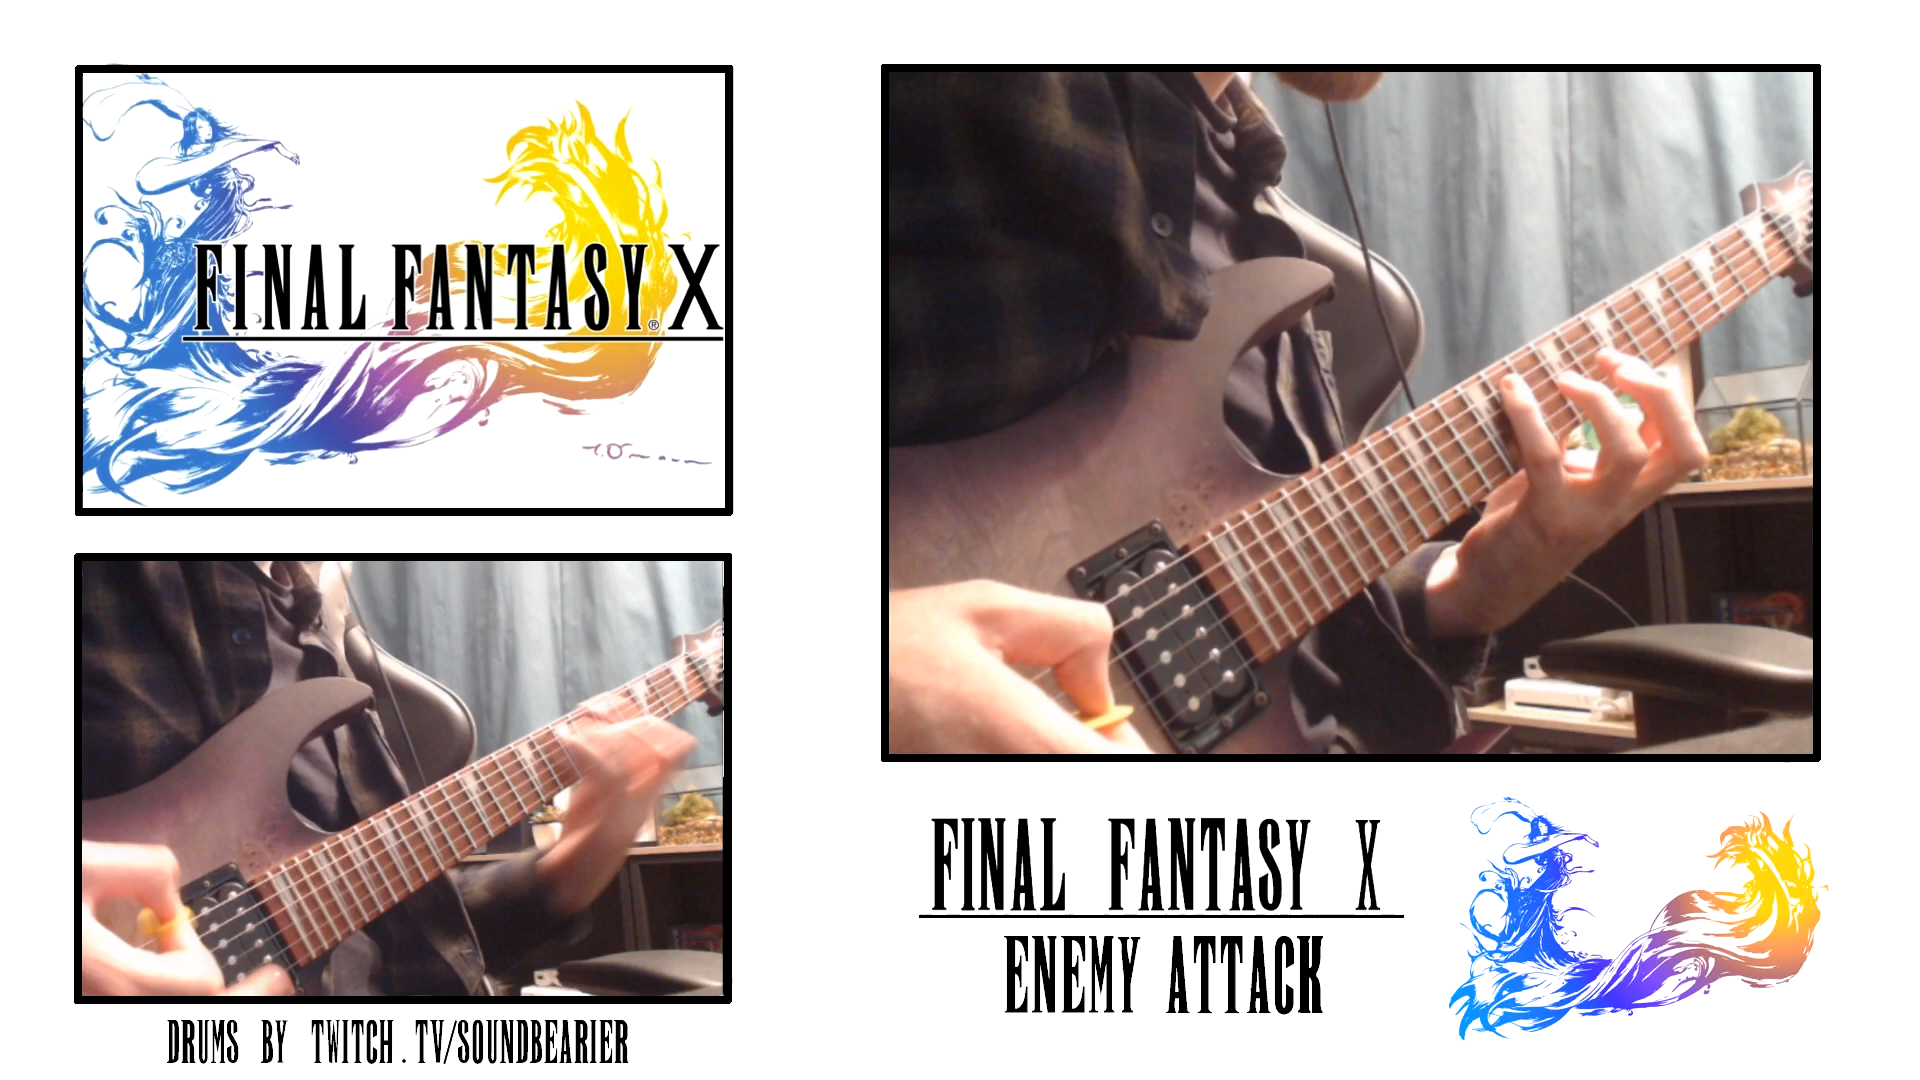 FINAL FANTASY® X
DRUMS BY TWITCH.TV/SOUNDBEARIER
FINAL FANTASY X
ENEMY ATTACK